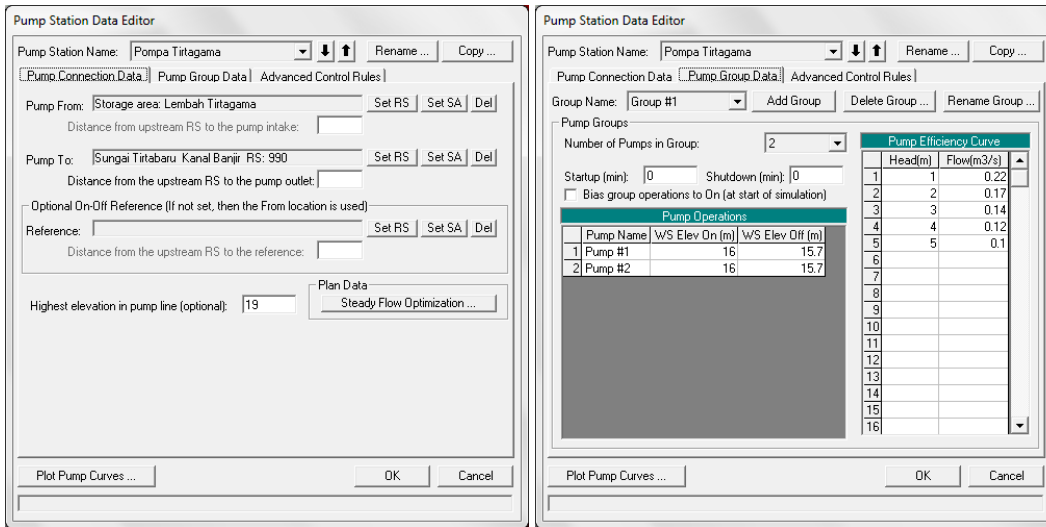 Pump Station Data Editor
Pump Station Name: Pompa Tirtagama Rename ... Copy ...
Pump Connection Data Pump Group Data Advanced Control Rules
Pump From: Storage area: Lembah Tirtagama Set RS Set SA Del
Distance from upstream RS to the pump intake:
Pump To: Sungai Tirtabaru Kanal Banjir RS: 990 Set RS Set SA Del
Distance from the upstream RS to the pump outlet:
Optional On-Off Reference (If not set, then the From location is used)
Reference: Set RS Set SA Del
Distance from the upstream RS to the reference:
Plan Data
Highest elevation in pump line (optional): 19 Steady Flow Optimization ...
Plot Pump Curves ... OK Cancel
Pump Station Data Editor
Pump Station Name: Pompa Tirtagama Rename ... Copy ...
Pump Connection Data Pump Group Data Advanced Control Rules
Group Name: Group #1 Add Group Delete Group ... Rename Group ...
Pump Groups
Number of Pumps in Group: 2
Startup (min): 0 Shutdown (min): 0
Bias group operations to On (at start of simulation)
Pump Operations
Pump Name WS Elev On (m) WS Elev Off (m)
1 Pump #1 16 15.7
2 Pump #2 16 15.7
Pump Efficiency Curve
Head(m) Flow(m3/s)
1 1 0.22
2 2 0.17
3 3 0.14
4 4 0.12
5 5 0.1
6
7
8
9
10
11
12
13
14
15
16
Plot Pump Curves ... OK Cancel